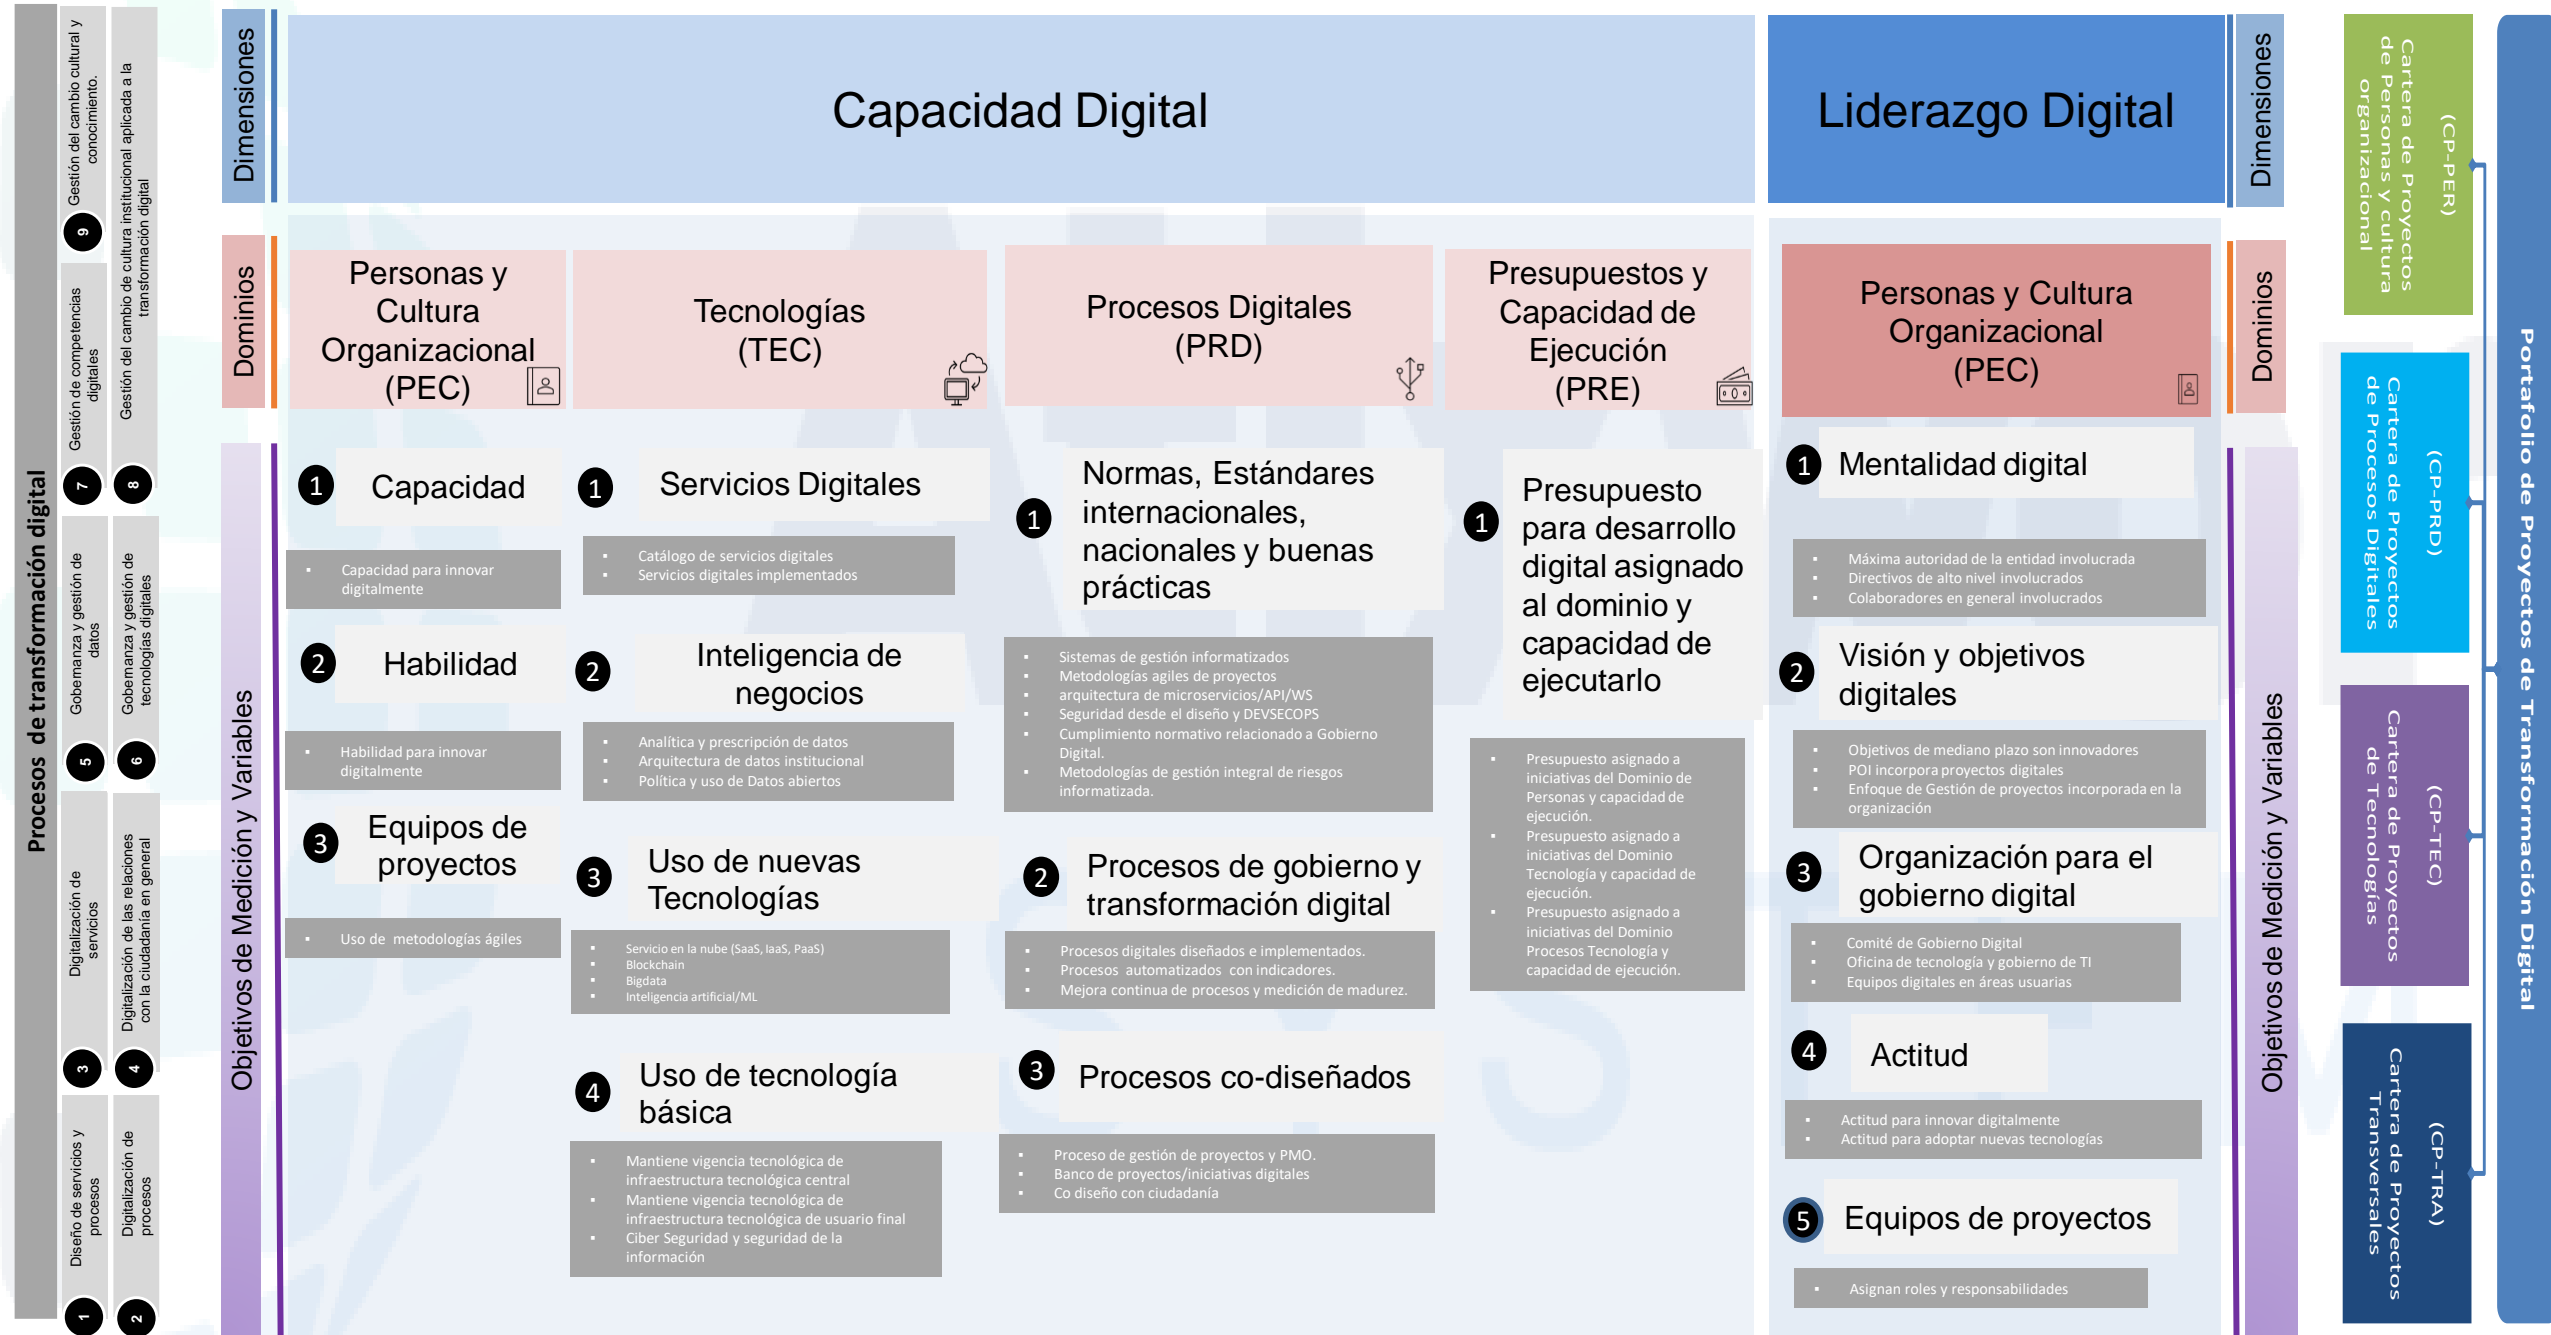 Procesos de transformación digital
Gestión del cambio cultural y
conocimiento.
9
Gestión de competencias
digitales
7
Gobernanza y gestión de
datos
5
Digitalización de
servicios
3
Diseño de servicios y
procesos
1
Gestión del cambio de cultura institucional aplicada a la
transformación digital
8
Gobernanza y gestión de
tecnologías digitales
6
Digitalización de las relaciones
con la ciudadanía en general
4
Digitalización de
procesos
2
Dimensiones
Dominios
Objetivos de Medición y Variables
Capacidad Digital
Personas y
Cultura
Organizacional
(PEC)
1
Capacidad
▪ Capacidad para innovar
digitalmente
2
Habilidad
▪ Habilidad para innovar
digitalmente
3
Equipos de
proyectos
▪ Uso de metodologías ágiles
Tecnologías
(TEC)
1
Servicios Digitales
▪ Catálogo de servicios digitales
▪ Servicios digitales implementados
2
Inteligencia de
negocios
▪ Analítica y prescripción de datos
▪ Arquitectura de datos institucional
▪ Política y uso de Datos abiertos
3
Uso de nuevas
Tecnologías
▪ Servicio en la nube (SaaS, IaaS, PaaS)
▪ Blockchain
▪ Bigdata
▪ Inteligencia artificial/ML
4
Uso de tecnología
básica
▪ Mantiene vigencia tecnológica de
infraestructura tecnológica central
▪ Mantiene vigencia tecnológica de
infraestructura tecnológica de usuario final
▪ Ciber Seguridad y seguridad de la
información
Procesos Digitales
(PRD)
1
Normas, Estándares
internacionales,
nacionales y buenas
prácticas
▪ Sistemas de gestión informatizados
▪ Metodologías agiles de proyectos
▪ arquitectura de microservicios/API/WS
▪ Seguridad desde el diseño y DEVSECOPS
▪ Cumplimiento normativo relacionado a Gobierno
Digital.
▪ Metodologías de gestión integral de riesgos
informatizada.
2
Procesos de gobierno y
transformación digital
▪ Procesos digitales diseñados e implementados.
▪ Procesos automatizados con indicadores.
▪ Mejora continua de procesos y medición de madurez.
3
Procesos co-diseñados
▪ Proceso de gestión de proyectos y PMO.
▪ Banco de proyectos/iniciativas digitales
▪ Co diseño con ciudadanía
Presupuestos y
Capacidad de
Ejecución
(PRE)
1
Presupuesto
para desarrollo
digital asignado
al dominio y
capacidad de
ejecutarlo
▪ Presupuesto asignado a
iniciativas del Dominio de
Personas y capacidad de
ejecución.
▪ Presupuesto asignado a
iniciativas del Dominio
Tecnología y capacidad de
ejecución.
▪ Presupuesto asignado a
iniciativas del Dominio
Procesos Tecnología y
capacidad de ejecución.
Liderazgo Digital
Personas y Cultura
Organizacional
(PEC)
1
Mentalidad digital
▪ Máxima autoridad de la entidad involucrada
▪ Directivos de alto nivel involucrados
▪ Colaboradores en general involucrados
2
Visión y objetivos
digitales
▪ Objetivos de mediano plazo son innovadores
▪ POI incorpora proyectos digitales
▪ Enfoque de Gestión de proyectos incorporada en la
organización
3
Organización para el
gobierno digital
▪ Comité de Gobierno Digital
▪ Oficina de tecnología y gobierno de TI
▪ Equipos digitales en áreas usuarias
4
Actitud
▪ Actitud para innovar digitalmente
▪ Actitud para adoptar nuevas tecnologías
5
Equipos de proyectos
▪ Asignan roles y responsabilidades
Dimensiones
Dominios
Objetivos de Medición y Variables
(CP-PER)
Cartera de Proyectos
de Personas y cultura
organizacional
(CP-PRD)
Cartera de Proyectos
de Procesos Digitales
(CP-TEC)
Cartera de Proyectos
de Tecnologías
(CP-TRA)
Cartera de Proyectos
Transversales
Portafolio de Proyectos de Transformación Digital